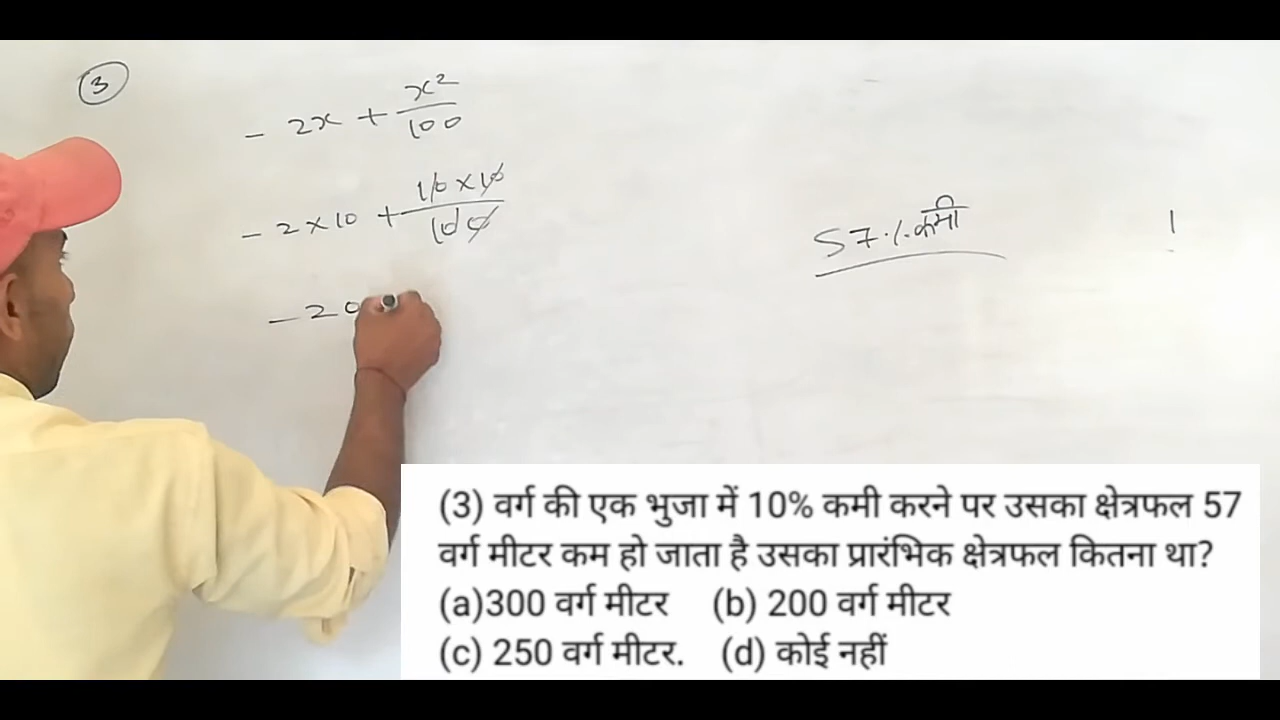 3
- 2x + x²/100
- 2×10 + 10×10/100
- 20
57% कमी
(3) वर्ग की एक भुजा में 10% कमी करने पर उसका क्षेत्रफल 57
वर्ग मीटर कम हो जाता है उसका प्रारंभिक क्षेत्रफल कितना था?
(a)300 वर्ग मीटर (b) 200 वर्ग मीटर
(c) 250 वर्ग मीटर. (d) कोई नहीं